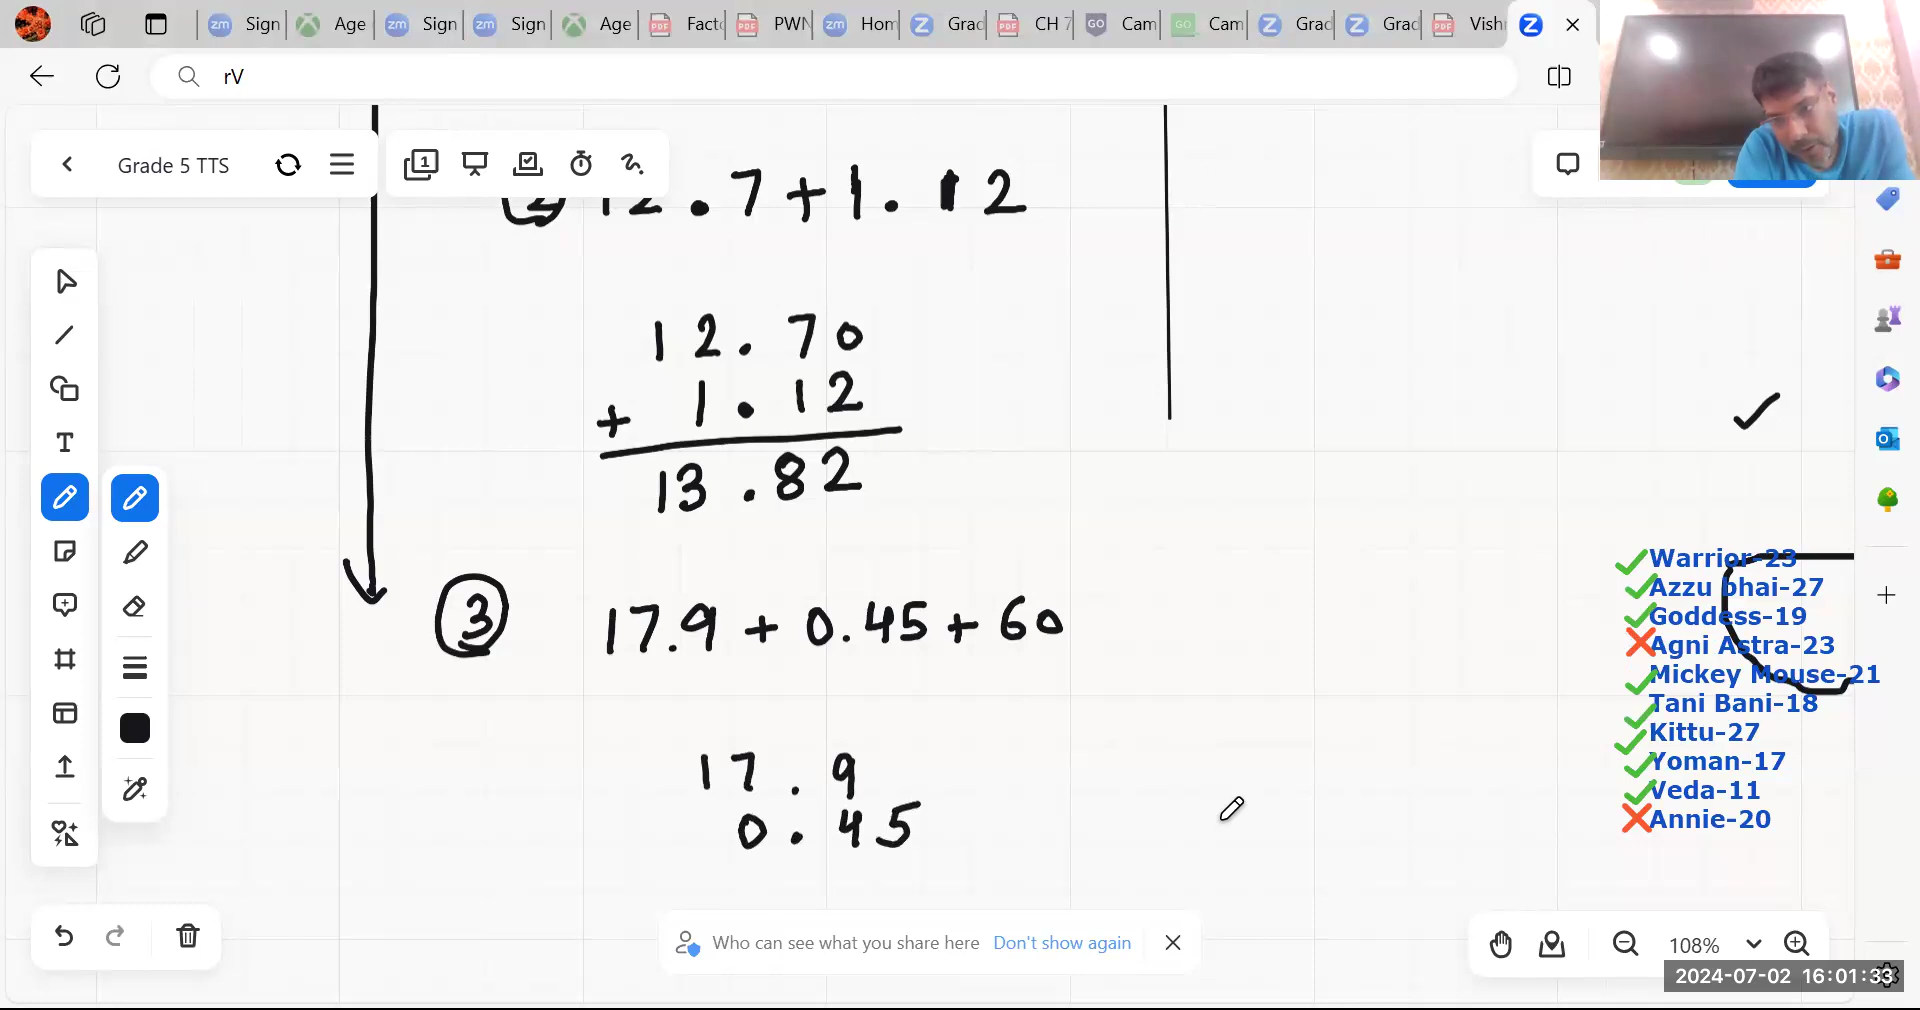 Sign Age Sign Sign Age Fact PWN Hom Grad CH 7 Cam Cam Grad Grad Vish
rV
Grade 5 TTS
1
2 12.7+1.12
12.70
+ 1.12
13.82
3 17.9 + 0.45 + 60
17.9
0.45
Warrior-23
Azzu bhai-27
Goddess-19
Agni Astra-23
Mickey Mouse-21
Tani Bani-18
Kittu-27
Yoman-17
Veda-11
Annie-20
Who can see what you share here Don't show again
108%
2024-07-02 16:01:33